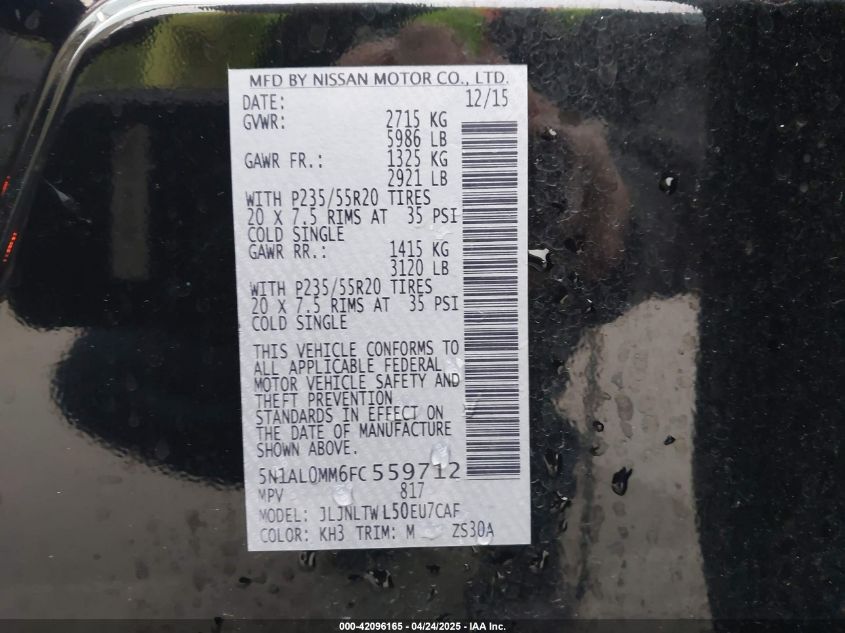 MFD BY NISSAN MOTOR CO., LTD.
DATE: 12/15
GVWR: 2715 KG
5986 LB
GAWR FR.: 1325 KG
2921 LB
WITH P235/55R20 TIRES
20 X 7.5 RIMS AT 35 PSI
COLD SINGLE
GAWR RR.: 1415 KG
3120 LB
WITH P235/55R20 TIRES
20 X 7.5 RIMS AT 35 PSI
COLD SINGLE
THIS VEHICLE CONFORMS TO
ALL APPLICABLE FEDERAL
MOTOR VEHICLE SAFETY AND
THEFT PREVENTION
STANDARDS IN EFFECT ON
THE DATE OF MANUFACTURE
SHOWN ABOVE.
5N1AL0MM6FC559712
MPV 817
MODEL: JLJNLTWL50EU7CAF
COLOR: KH3 TRIM: M ZS30A
000-42096165 - 04/24/2025 - IAA Inc.